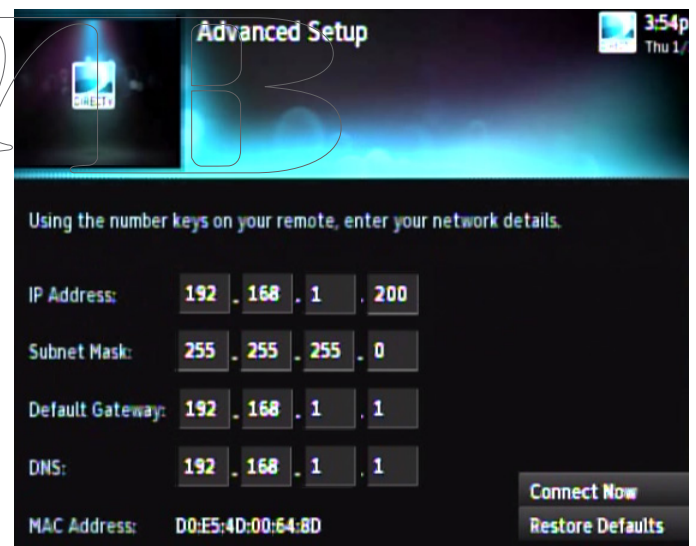 Advanced Setup
3:54p
Thu 1/
DIRECTV
Using the number keys on your remote, enter your network details.
IP Address: 192 . 168 . 1 . 200
Subnet Mask: 255 . 255 . 255 . 0
Default Gateway: 192 . 168 . 1 . 1
DNS: 192 . 168 . 1 . 1
Connect Now
MAC Address: D0:E5:4D:00:64:8D
Restore Defaults